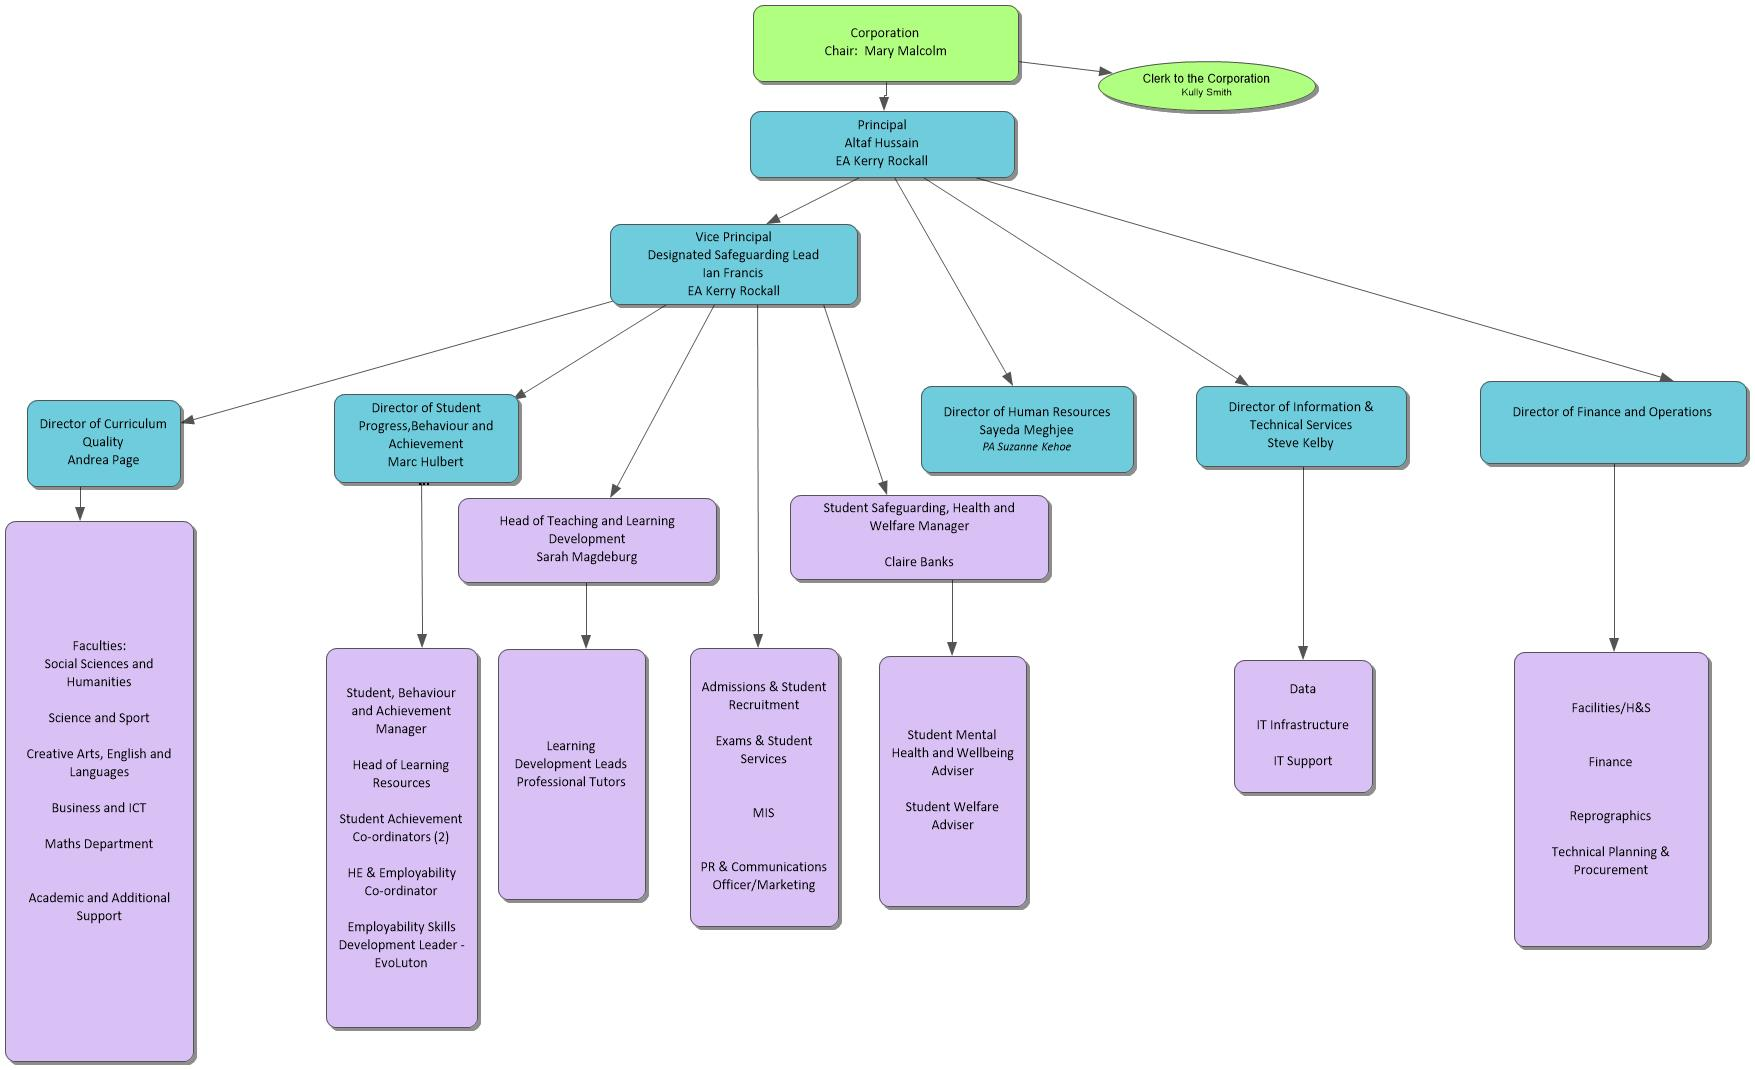 Corporation
Chair:  Mary Malcolm
Clerk to the Corporation
Kully Smith
Principal
Altaf Hussain
EA Kerry Rockall
Vice Principal
Designated Safeguarding Lead
Ian Francis
EA Kerry Rockall
Director of Curriculum
Quality
Andrea Page
Director of Student
Progress,Behaviour and
Achievement
Marc Hulbert
Director of Human Resources
Sayeda Meghjee
PA Suzanne Kehoe
Director of Information &
Technical Services
Steve Kelby
Director of Finance and Operations
Head of Teaching and Learning
Development
Sarah Magdeburg
Student Safeguarding, Health and
Welfare Manager
Claire Banks
Faculties:
Social Sciences and
Humanities
Science and Sport
Creative Arts, English and
Languages
Business and ICT
Maths Department
Academic and Additional
Support
Student, Behaviour
and Achievement
Manager
Head of Learning
Resources
Student Achievement
Co-ordinators (2)
HE & Employability
Co-ordinator
Employability Skills
Development Leader -
EvoLuton
Learning
Development Leads
Professional Tutors
Admissions & Student
Recruitment
Exams & Student
Services
MIS
PR & Communications
Officer/Marketing
Student Mental
Health and Wellbeing
Adviser
Student Welfare
Adviser
Data
IT Infrastructure
IT Support
Facilities/H&S
Finance
Reprographics
Technical Planning &
Procurement